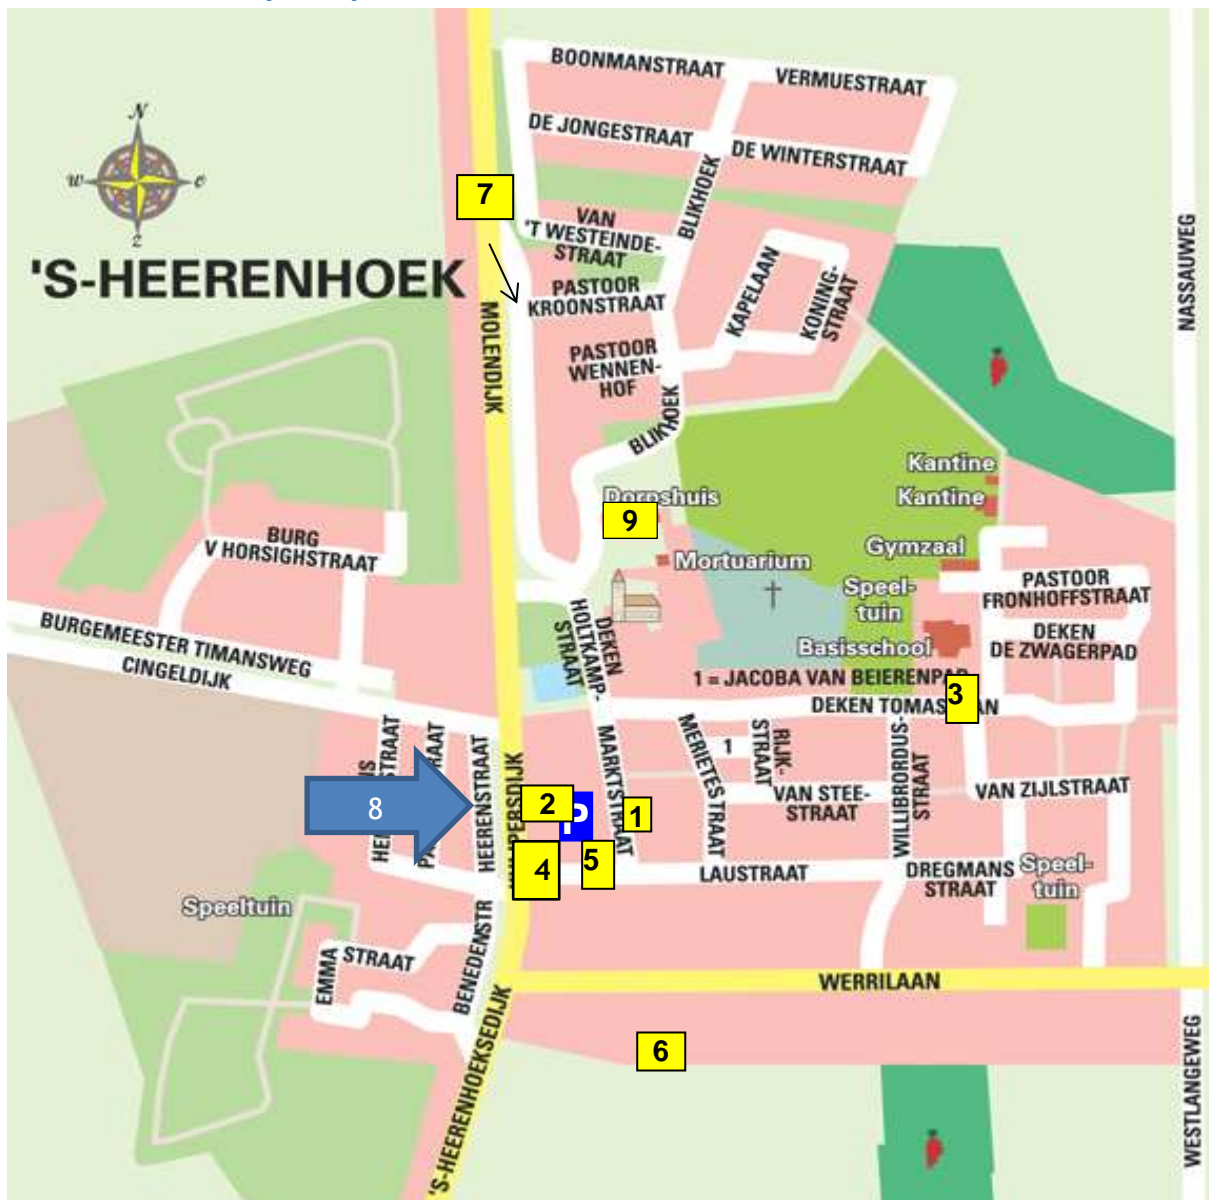 BOONMANSTRAAT
VERMUESTRAAT
DE JONGESTRAAT
DE WINTERSTRAAT
N
W
O
Z
'S-HEERENHOEK
7
VAN
'T WESTEINDE-
STRAAT
BLIKHOEK
PASTOOR
KROONSTRAAT
KAPELAAN
KONING-
STRAAT
NASSAUWEG
MOLENDIJK
PASTOOR
WENNEN-
HOF
BLIKHOEK
Kantine
Kantine
Dorpshuis
9
Gymzaal
Mortuarium
BURG
V HORSIGHSTRAAT
PASTOOR
FRONHOFFSTRAAT
Speel-
tuin
DEKEN
HOLTKAMP-
STRAAT
DEKEN
DE ZWAGERPAD
Basisschool
BURGEMEESTER TIMANSWEG
CINGELDIJK
1 = JACOBA VAN BEIERENPAD
3
DEKEN
MARKTSTRAAT
MERIETESTRAAT
1
RIJK-
STRAAT
WILLIBRORDUS-
STRAAT
HEERENSTRAAT
8
2
P
1
VAN STEE-
STRAAT
VAN ZIJLSTRAAT
4
5
LAUSTRAAT
DREGMANS
STRAAT
Speel-
tuin
Speeltuin
BENEDENSTR
EMMA
STRAAT
WERRILAAN
6
'S-HEERENHOEKSEDIJK
WESTLANGEWEG